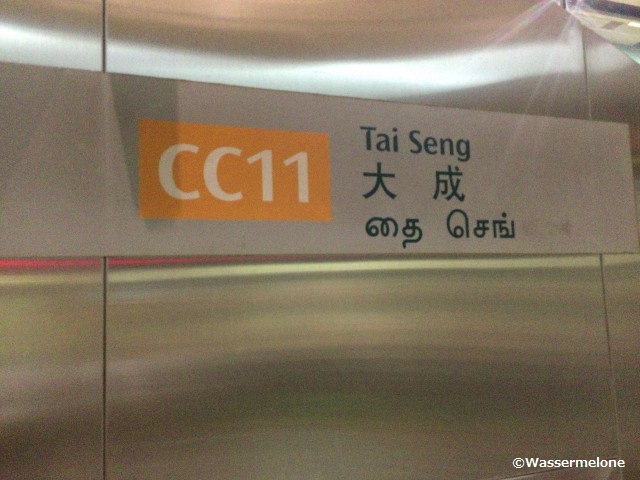 CC11
Tai Seng
大 成
தை செங்
©Wassermelone